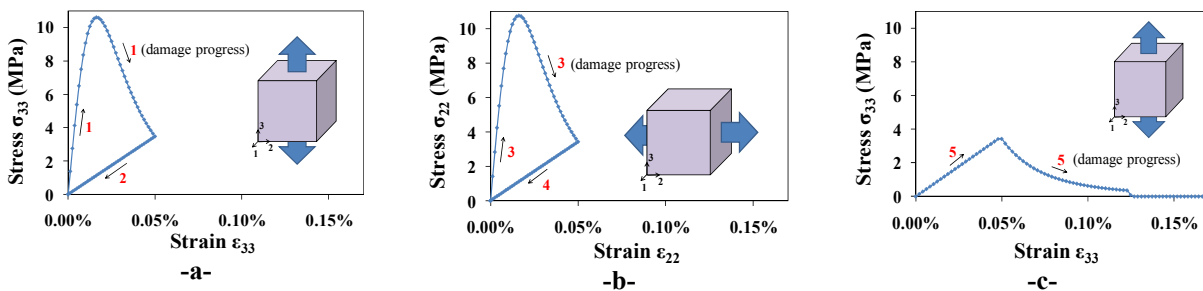 Stress σ33 (MPa)
10
8
6
4
2
0
1 (damage progress)
1
2
3
1 2
0.00% 0.05% 0.10% 0.15%
Strain ε33
-a-
Stress σ22 (MPa)
10
8
6
4
2
0
3 (damage progress)
3
4
3
1 2
0.00% 0.05% 0.10% 0.15%
Strain ε22
-b-
Stress σ33 (MPa)
10
8
6
4
2
0
5
5 (damage progress)
3
1 2
0.00% 0.05% 0.10% 0.15%
Strain ε33
-c-